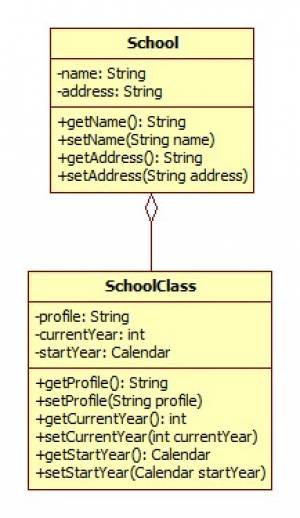 School
-name: String
-address: String
+getName(): String
+setName(String name)
+getAddress(): String
+setAddress(String address)
SchoolClass
-profile: String
-currentYear: int
-startYear: Calendar
+getProfile(): String
+setProfile(String profile)
+getCurrentYear(): int
+setCurrentYear(int currentYear)
+getStartYear(): Calendar
+setStartYear(Calendar startYear)